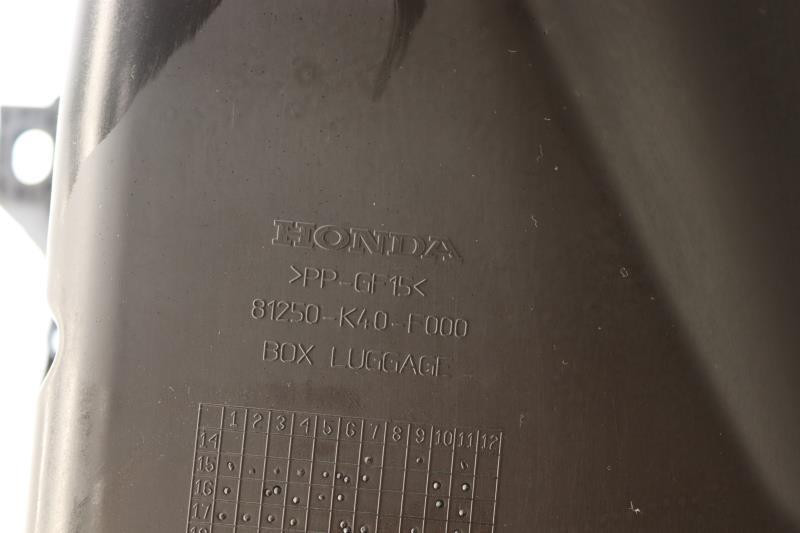 HONDA
>PP-GF15<
81250-K40-F000
BOX LUGGAGE
1 2 3 4 5 6 7 8 9 10 11 12
14
15
16
17